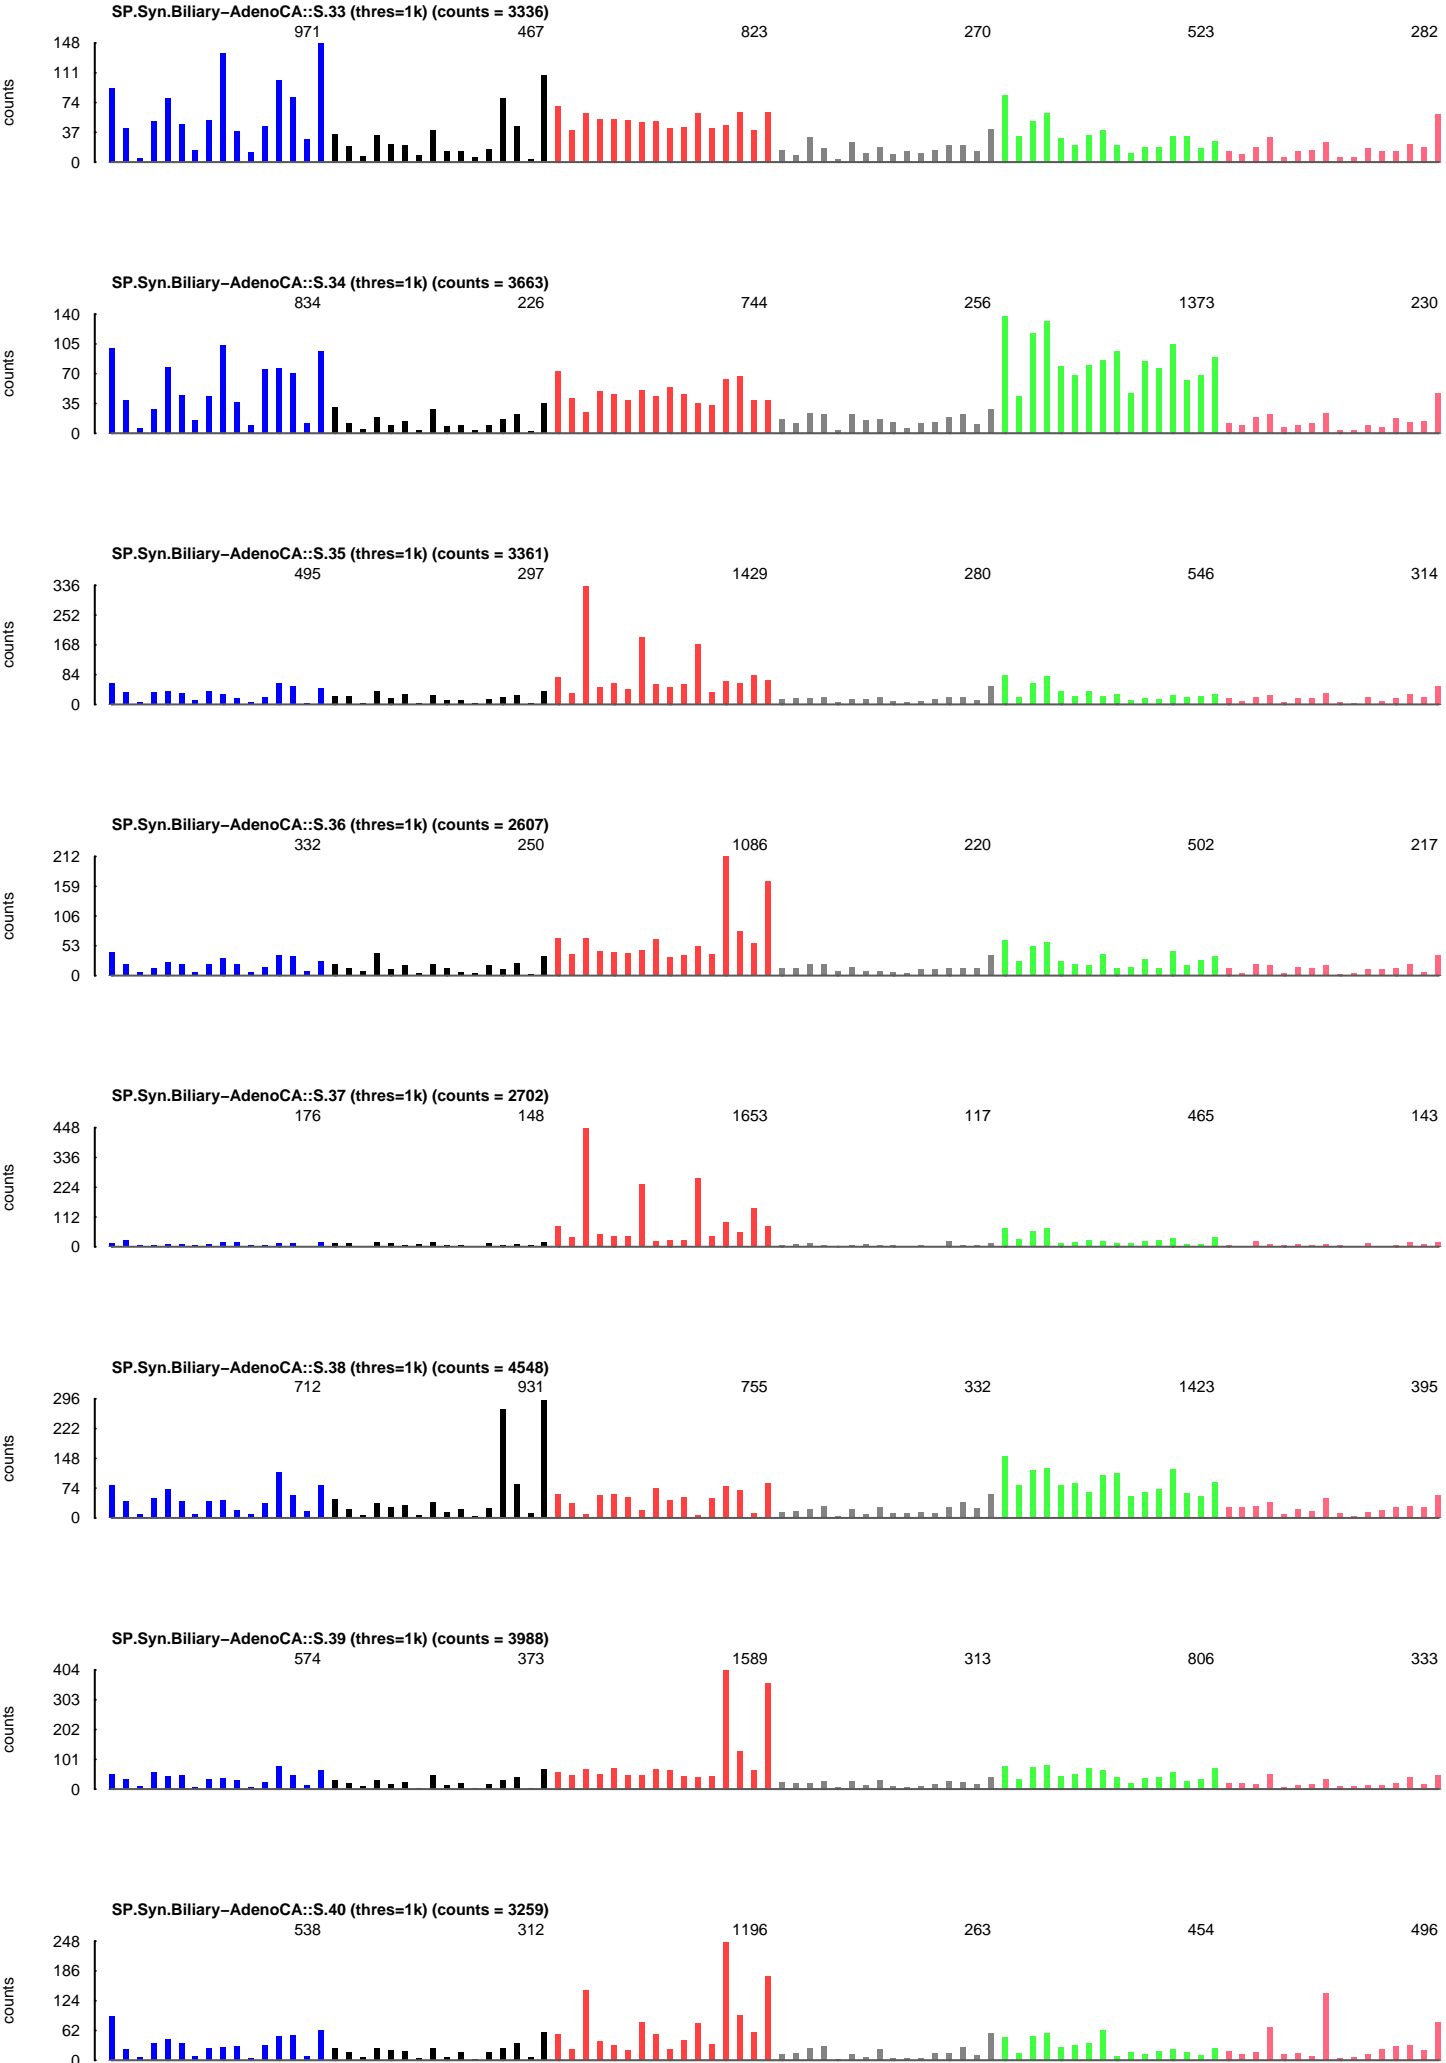 SP.Syn.Biliary−AdenoCA::S.33 (thres=1k) (counts = 3336)
971 467 823 270 523 282
148
111
74
37
0
counts
SP.Syn.Biliary−AdenoCA::S.34 (thres=1k) (counts = 3663)
834 226 744 256 1373 230
140
105
70
35
0
counts
SP.Syn.Biliary−AdenoCA::S.35 (thres=1k) (counts = 3361)
495 297 1429 280 546 314
336
252
168
84
0
counts
SP.Syn.Biliary−AdenoCA::S.36 (thres=1k) (counts = 2607)
332 250 1086 220 502 217
212
159
106
53
0
counts
SP.Syn.Biliary−AdenoCA::S.37 (thres=1k) (counts = 2702)
176 148 1653 117 465 143
448
336
224
112
0
counts
SP.Syn.Biliary−AdenoCA::S.38 (thres=1k) (counts = 4548)
712 931 755 332 1423 395
296
222
148
74
0
counts
SP.Syn.Biliary−AdenoCA::S.39 (thres=1k) (counts = 3988)
574 373 1589 313 806 333
404
303
202
101
0
counts
SP.Syn.Biliary−AdenoCA::S.40 (thres=1k) (counts = 3259)
538 312 1196 263 454 496
248
186
124
62
0
counts